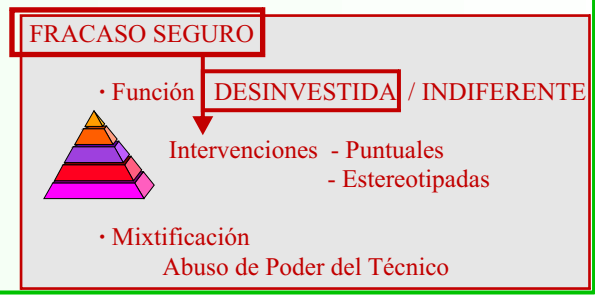 FRACASO SEGURO
· Función DESINVESTIDA / INDIFERENTE
Intervenciones - Puntuales
- Estereotipadas
· Mixtificación
Abuso de Poder del Técnico